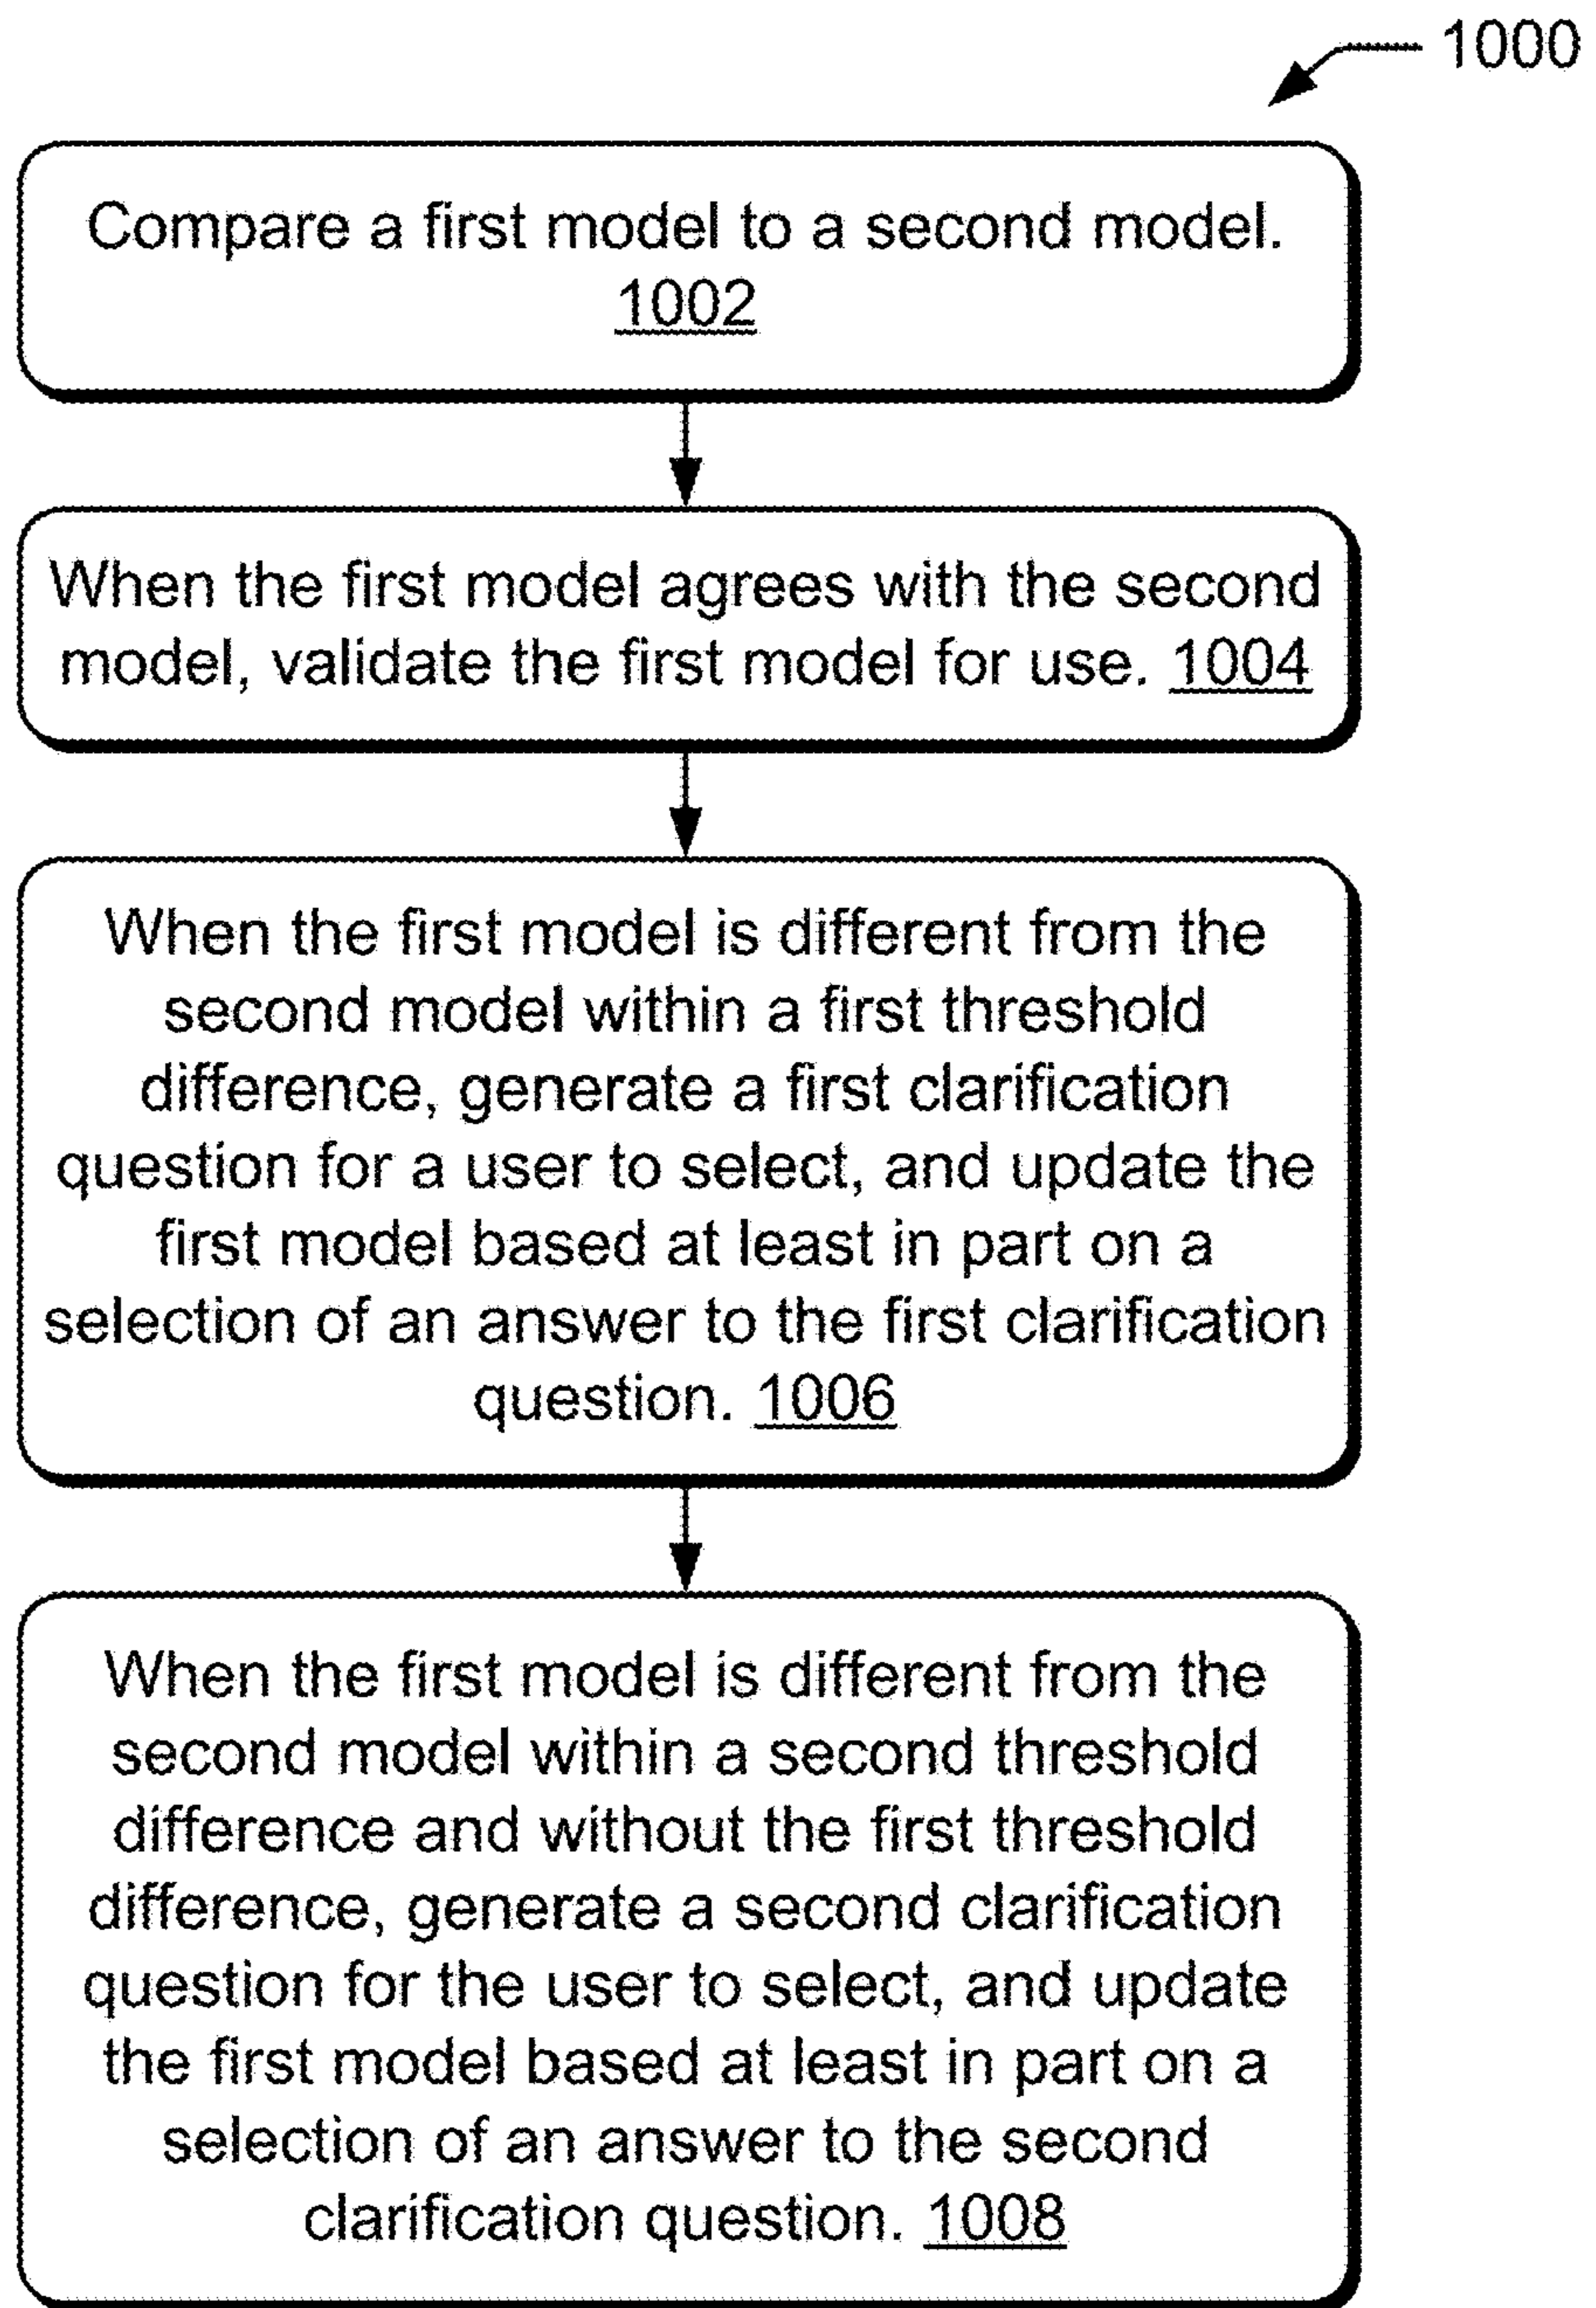 1000
Compare a first model to a second model.
1002
When the first model agrees with the second
model, validate the first model for use. 1004
When the first model is different from the
second model within a first threshold
difference, generate a first clarification
question for a user to select, and update the
first model based at least in part on a
selection of an answer to the first clarification
question. 1006
When the first model is different from the
second model within a second threshold
difference and without the first threshold
difference, generate a second clarification
question for the user to select, and update
the first model based at least in part on a
selection of an answer to the second
clarification question. 1008